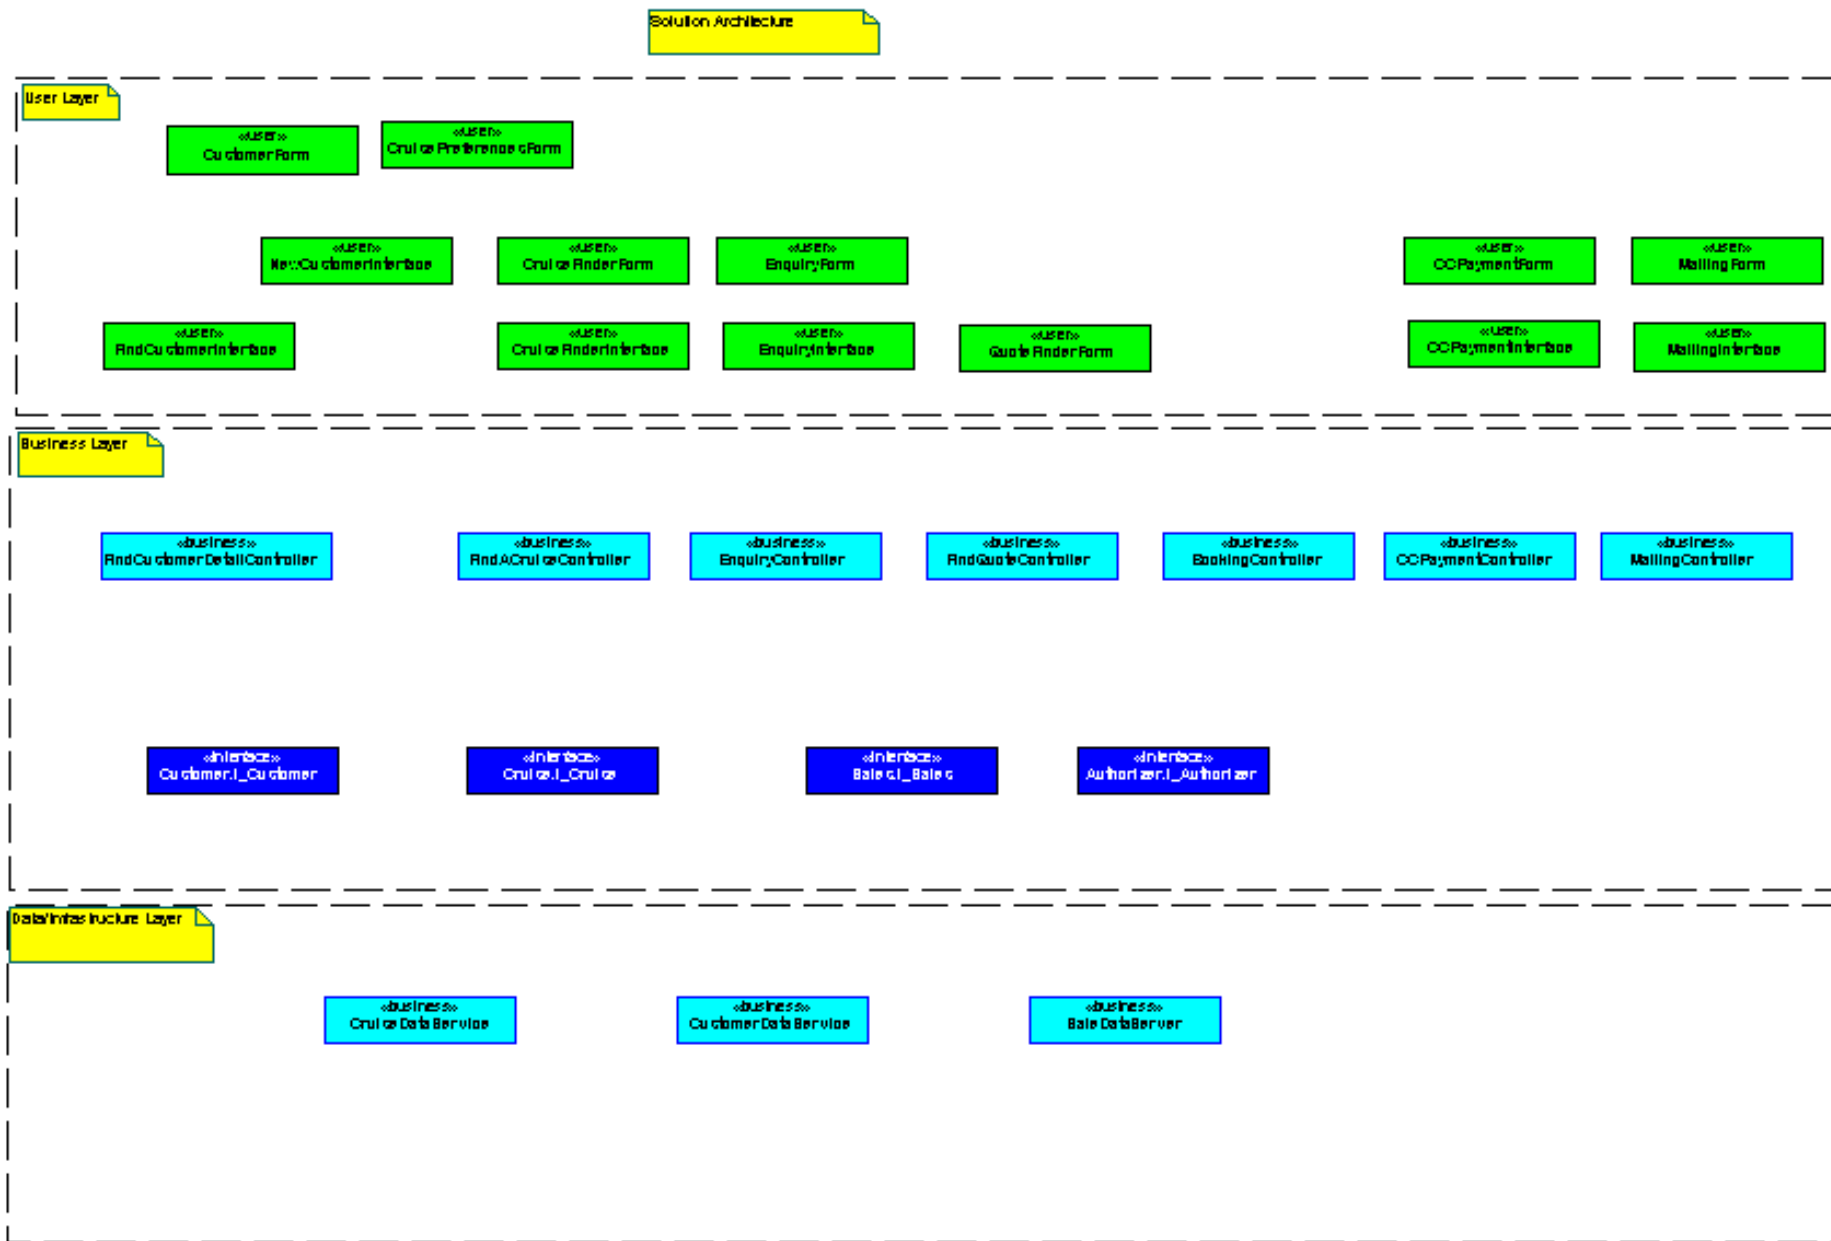 Solution Architecture
User Layer
«user»
CustomerForm
«user»
CruisePreferencesForm
«user»
NewCustomerInterface
«user»
CruiseFinderForm
«user»
EnquiryForm
«user»
CCPaymentForm
«user»
MailingForm
«user»
FindCustomerInterface
«user»
CruiseFinderInterface
«user»
EnquiryInterface
«user»
QuoteFinderForm
«user»
CCPaymentInterface
«user»
MailingInterface
Business Layer
«business»
FindCustomerDetailController
«business»
FindACruiseController
«business»
EnquiryController
«business»
FindQuoteController
«business»
BookingController
«business»
CCPaymentController
«business»
MailingController
«interface»
Customer.I_Customer
«interface»
Cruise.I_Cruise
«interface»
Sales.I_Sales
«interface»
Authorizer.I_Authorizer
Data/Infrastructure Layer
«business»
CruiseDataService
«business»
CustomerDataService
«business»
SaleDataServer